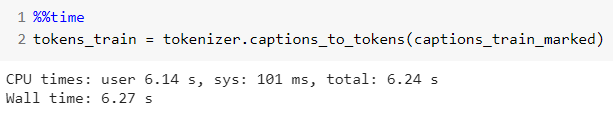 1 %%time
2 tokens_train = tokenizer.captions_to_tokens(captions_train_marked)
CPU times: user 6.14 s, sys: 101 ms, total: 6.24 s
Wall time: 6.27 s